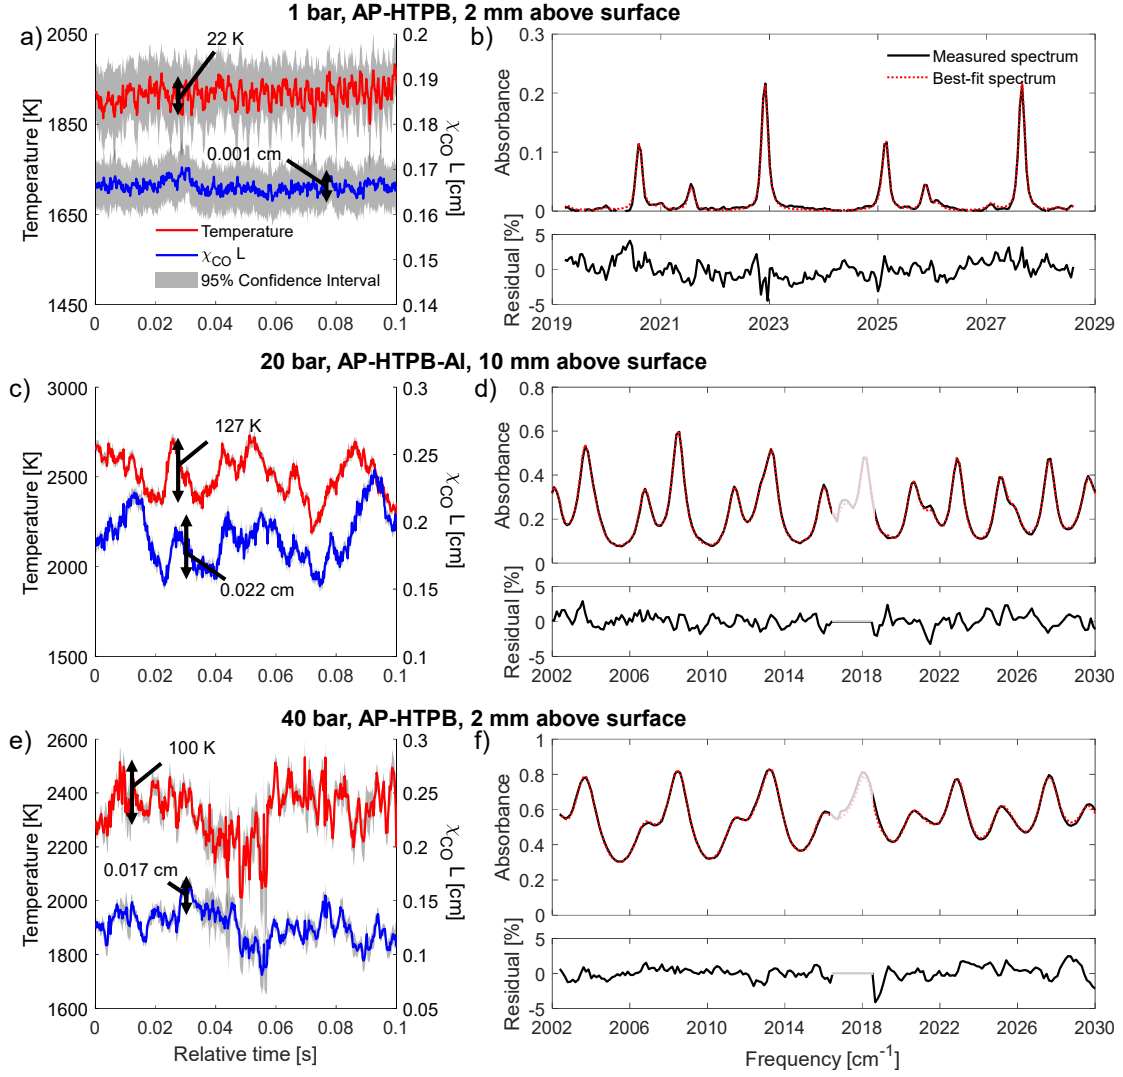 1 bar, AP-HTPB, 2 mm above surface
a)
2050
1850
1650
1450
Temperature [K]
22 K
0.001 cm
Temperature
χCO L
95% Confidence Interval
0.2
0.19
0.18
0.17
0.16
0.15
0.14
χCO L [cm]
0 0.02 0.04 0.06 0.08 0.1
b)
0.3
0.2
0.1
0
Absorbance
Measured spectrum
Best-fit spectrum
5
0
-5
Residual [%]
2019 2021 2023 2025 2027 2029
20 bar, AP-HTPB-Al, 10 mm above surface
c)
3000
2500
2000
1500
Temperature [K]
127 K
0.022 cm
0.3
0.25
0.2
0.15
0.1
χCO L [cm]
0 0.02 0.04 0.06 0.08 0.1
d)
0.8
0.6
0.4
0.2
0
Absorbance
5
0
-5
Residual [%]
2002 2006 2010 2014 2018 2022 2026 2030
40 bar, AP-HTPB, 2 mm above surface
e)
2600
2400
2200
2000
1800
1600
Temperature [K]
100 K
0.017 cm
0.3
0.25
0.2
0.15
0.1
0.05
χCO L [cm]
0 0.02 0.04 0.06 0.08 0.1
Relative time [s]
f)
1
0.8
0.6
0.4
0.2
0
Absorbance
5
0
-5
Residual [%]
2002 2006 2010 2014 2018 2022 2026 2030
Frequency [cm-1]